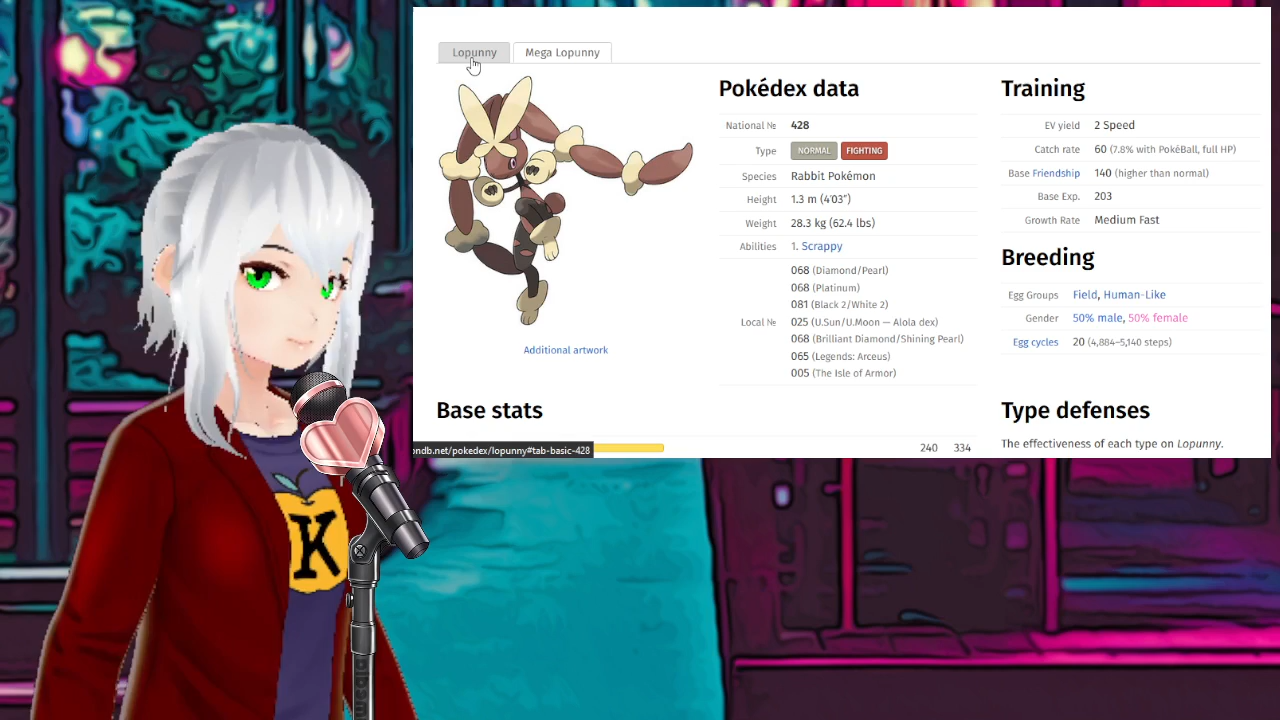 Lopunny
Mega Lopunny
Additional artwork
Pokédex data
National № 428
Type NORMAL FIGHTING
Species Rabbit Pokémon
Height 1.3 m (4′03″)
Weight 28.3 kg (62.4 lbs)
Abilities 1. Scrappy
Local № 068 (Diamond/Pearl)
068 (Platinum)
081 (Black 2/White 2)
025 (U.Sun/U.Moon — Alola dex)
068 (Brilliant Diamond/Shining Pearl)
065 (Legends: Arceus)
005 (The Isle of Armor)
Training
EV yield 2 Speed
Catch rate 60 (7.8% with PokéBall, full HP)
Base Friendship 140 (higher than normal)
Base Exp. 203
Growth Rate Medium Fast
Breeding
Egg Groups Field, Human-Like
Gender 50% male, 50% female
Egg cycles 20 (4,884–5,140 steps)
Base stats
240 334
ondb.net/pokedex/lopunny#tab-basic-428
Type defenses
The effectiveness of each type on Lopunny.
K